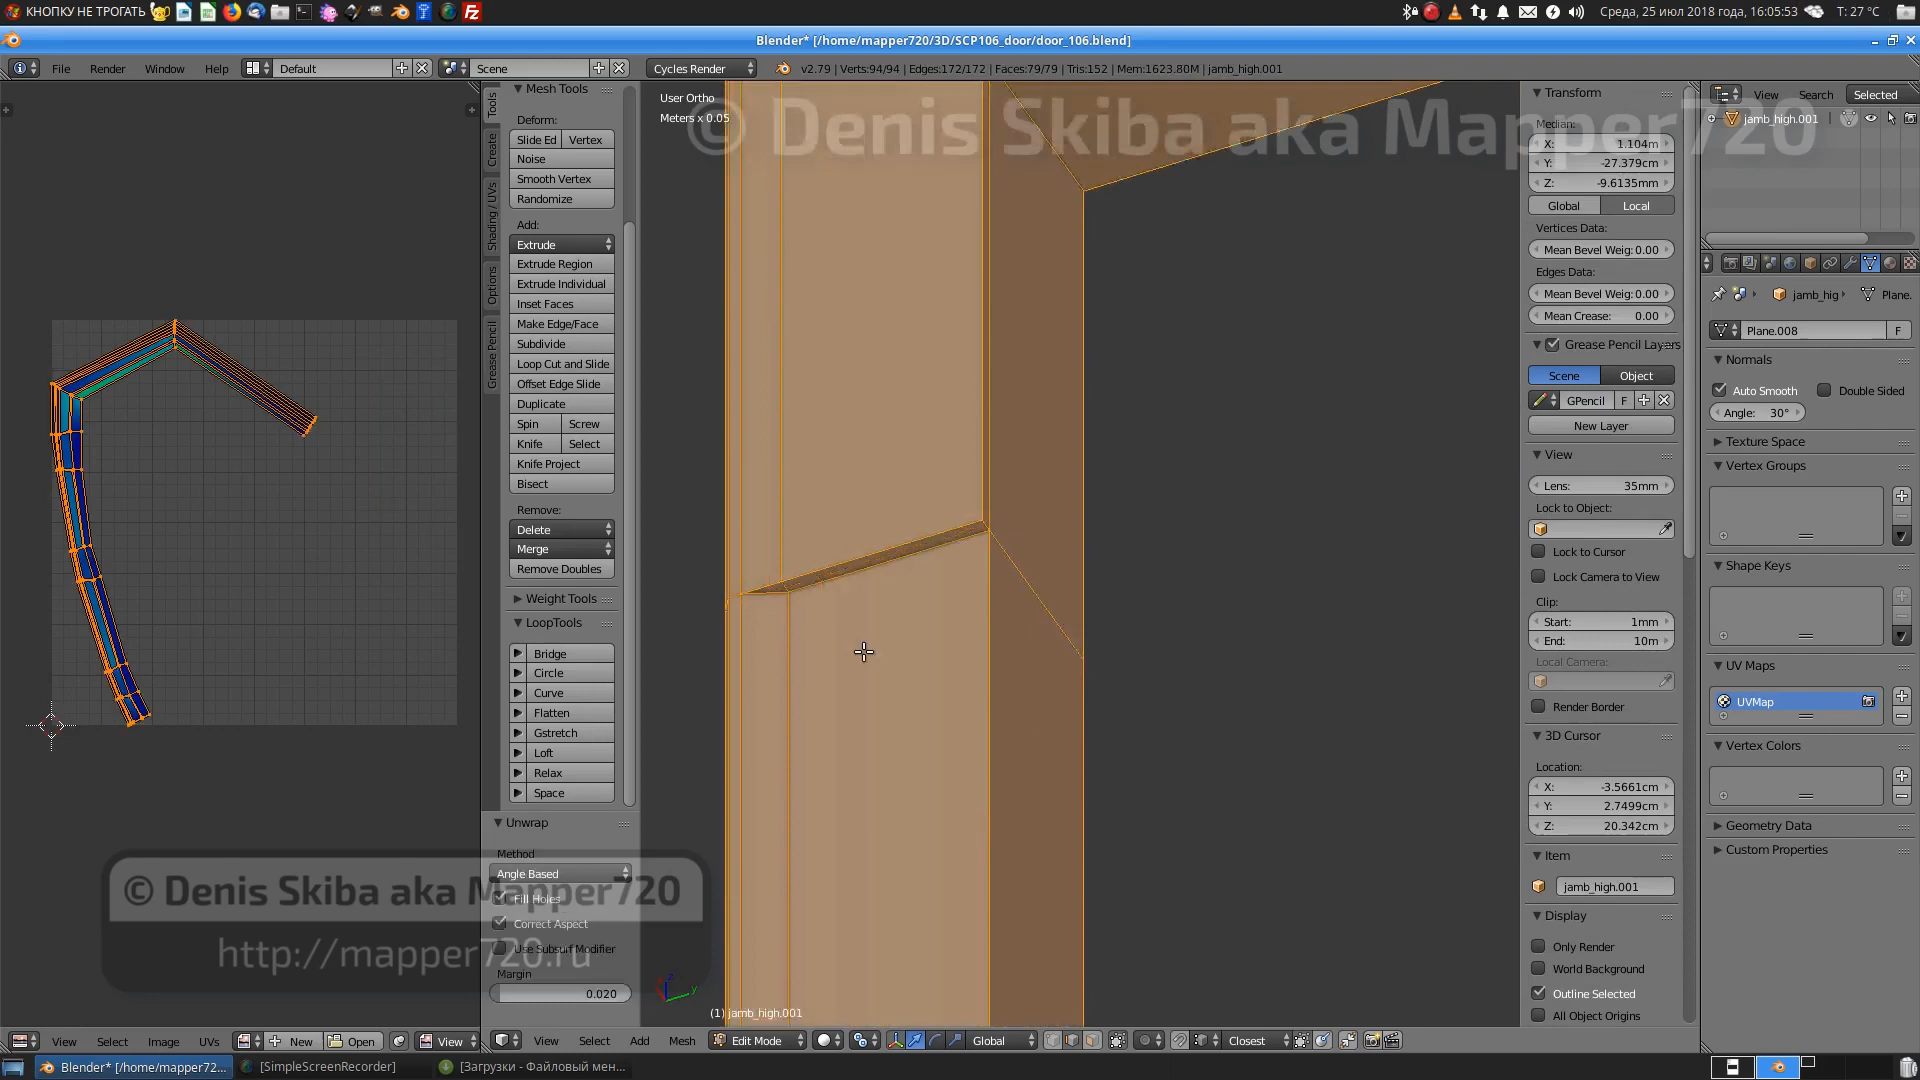 КНОПКУ НЕ ТРОГАТЬ
Среда, 25 июл 2018 года, 16:05:53
T: 27 °C
Blender* [/home/mapper720/3D/SCP106_door/door_106.blend]
File Render Window Help Default Scene Cycles Render v2.79 | Verts:94/94 | Edges:172/172 | Faces:79/79 | Tris:152 | Mem:1623.80M | jamb_high.001
Tools
Create
Shading / UVs
Options
Grease Pencil
Mesh Tools
Deform:
Slide Ed Vertex
Noise
Smooth Vertex
Randomize
Add:
Extrude
Extrude Region
Extrude Individual
Inset Faces
Make Edge/Face
Subdivide
Loop Cut and Slide
Offset Edge Slide
Duplicate
Spin Screw
Knife Select
Knife Project
Bisect
Remove:
Delete
Merge
Remove Doubles
Weight Tools
LoopTools
Bridge
Circle
Curve
Flatten
Gstretch
Loft
Relax
Space
Unwrap
Method
Angle Based
Fill Holes
Correct Aspect
Use Subsurf Modifier
Margin
0.020
© Denis Skiba aka Mapper720
http://mapper720.ru
User Ortho
Meters x 0.05
© Denis Skiba aka Mapper720
(1) jamb_high.001
Transform
Median:
X: 1.104m
Y: -27.379cm
Z: -9.6135mm
Global Local
Vertices Data:
Mean Bevel Weig: 0.00
Edges Data:
Mean Bevel Weig: 0.00
Mean Crease: 0.00
Grease Pencil Layers
Scene Object
GPencil F
New Layer
View
Lens: 35mm
Lock to Object:
Lock to Cursor
Lock Camera to View
Clip:
Start: 1mm
End: 10m
Local Camera:
Render Border
3D Cursor
Location:
X: -3.5661cm
Y: 2.7499cm
Z: 20.342cm
Item
jamb_high.001
Display
Only Render
World Background
Outline Selected
All Object Origins
View Search Selected
jamb_high.001
jamb_hig Plane.
Plane.008 F
Normals
Auto Smooth Double Sided
Angle: 30°
Texture Space
Vertex Groups
Shape Keys
UV Maps
UVMap
Vertex Colors
Geometry Data
Custom Properties
View Select Image UVs New Open View
View Select Add Mesh Edit Mode Global Closest
Blender* [/home/mapper72...
[SimpleScreenRecorder]
[Загрузки - Файловый мен...